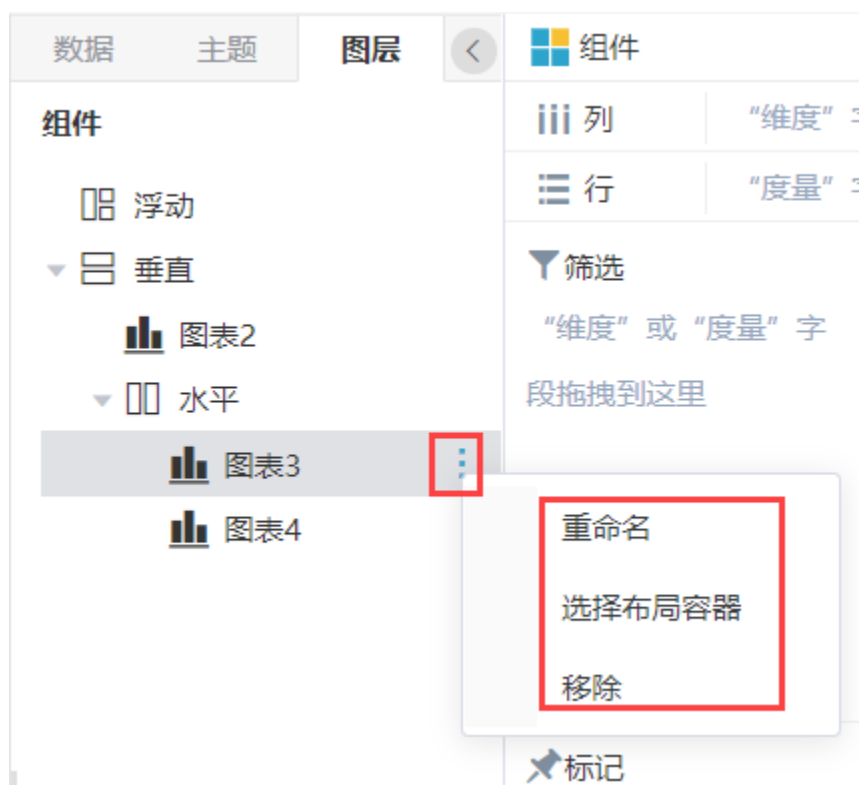 数据 主题 图层
组件
组件
列 "维度"
行 "度量"
浮动
垂直
图表2
水平
图表3
图表4
筛选
"维度" 或 "度量" 字
段拖拽到这里
重命名
选择布局容器
移除
标记